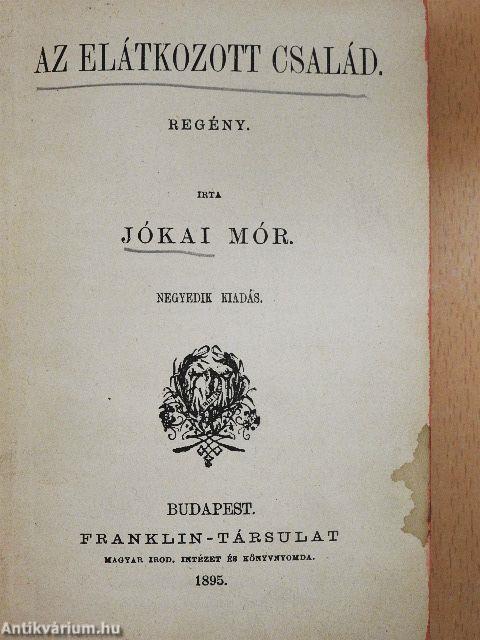 AZ ELÁTKOZOTT CSALÁD.
REGÉNY.
IRTA
JÓKAI MÓR.
NEGYEDIK KIADÁS.
BUDAPEST.
FRANKLIN-TÁRSULAT
MAGYAR IROD. INTÉZET ÉS KÖNYVNYOMDA.
1895.
Antikvárium.hu